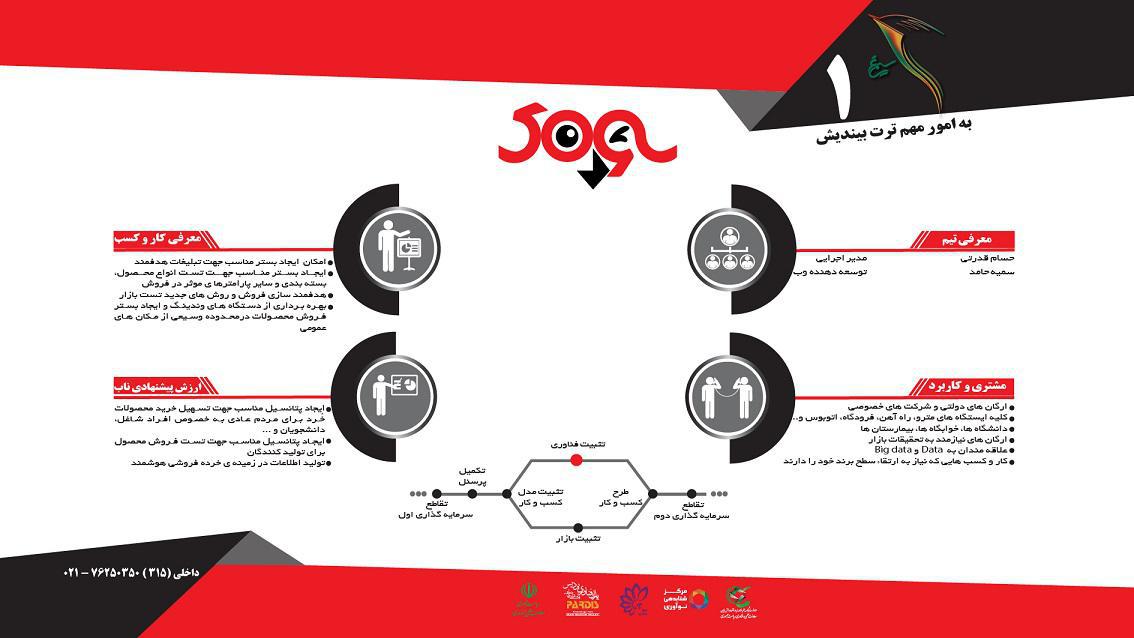 ۱
به امور مهم ترت بیندیش
معرفی تیم
حسام قدرتی مدیر اجرایی
سمیه حامد توسعه دهنده وب
معرفی کار و کسب
امکان ایجاد بستر مناسب جهت تبلیغات هدفمند
ایجاد بستر مناسب جهت تست انواع محصول،
بسته بندی و سایر پارامترها ی موثر در فروش
هدفمند سازی فروش و روش های جدید تست بازار
بهره برداری از دستگاه های وندینگ و ایجاد بستر
فروش محصولات درمحدوده وسیعی از مکان های
عمومی
مشتری و کاربرد
ارگان های دولتی و شرکت های خصوصی
کلیه ایستگاه های مترو، راه آهن، فرودگاه، اتوبوس و..
دانشگاه ها، خوابگاه ها، بیمارستان ها
ارگان های نیازمند به تحقیقات بازار
علاقه مندان به Data و Big data
کار و کسب هایی که نیاز به ارتقاء سطح برند خود را دارند
ارزش پیشنهادی ناب
ایجاد پتانسیل مناسب جهت تسهیل خرید محصولات
خرد برای مردم عادی به خصوص افراد شاغل،
دانشجویان و ...
ایجاد پتانسیل مناسب جهت تست فروش محصول
برای تولید کنندگان
تولید اطلاعات در زمینه ی خرده فروشی هوشمند
تثبیت فناوری
تکمیل
پرسنل
تقاطع
سرمایه گذاری اول
تثبیت مدل
کسب و کار
طرح
کسب و کار
تقاطع
سرمایه گذاری دوم
تثبیت بازار
داخلی (۳۱۵) ۷۶۲۵۰۳۵۰ – ۰۲۱
مرکز
شتابدهی
نوآوری
PARDIS